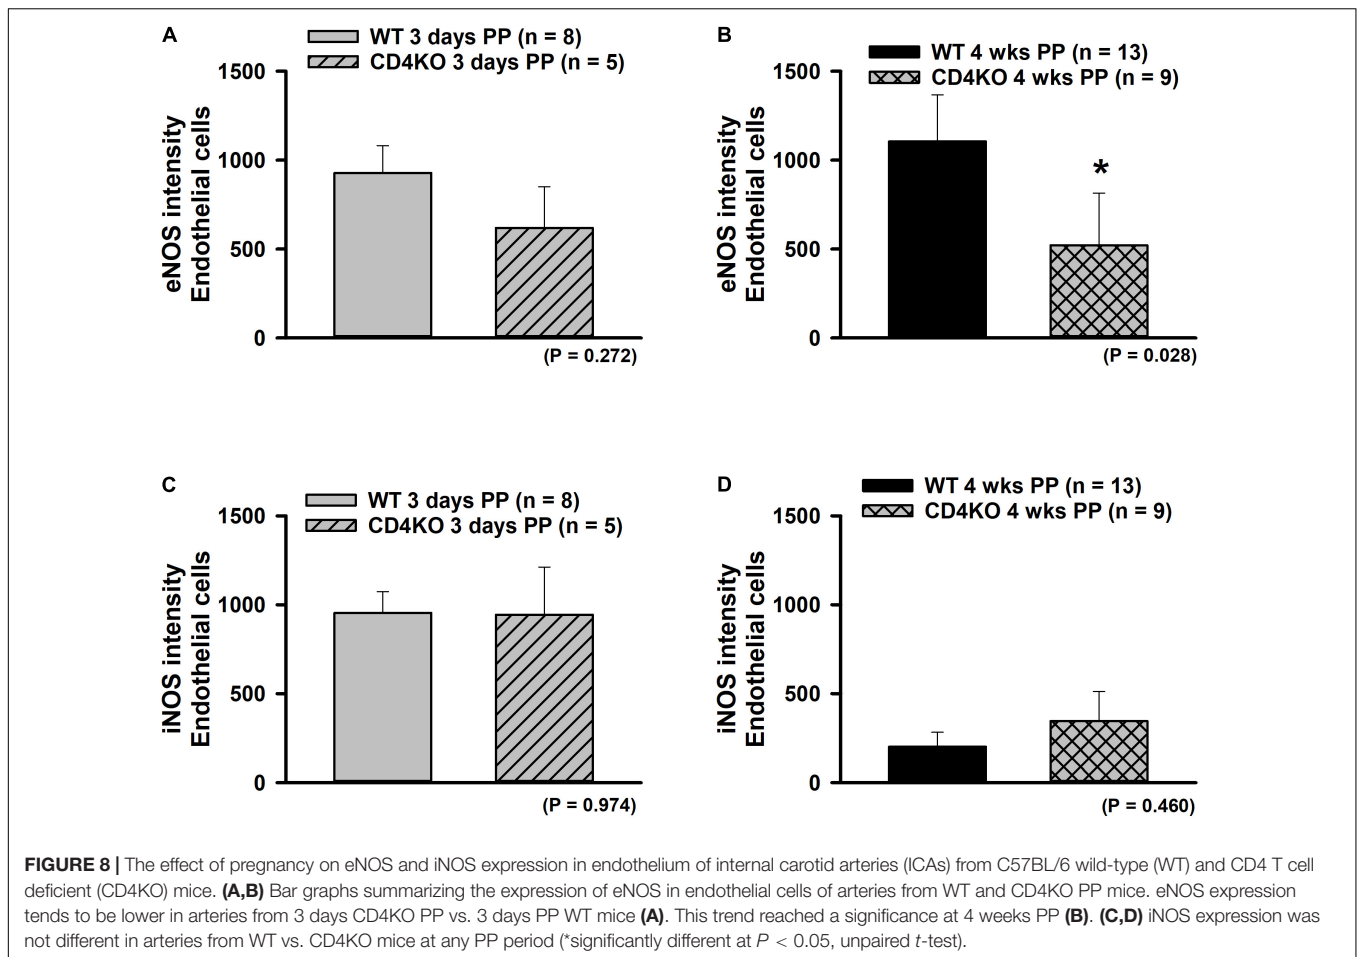 A
WT 3 days PP (n = 8)
CD4KO 3 days PP (n = 5)
1500
1000
500
0
eNOS intensity
Endothelial cells
(P = 0.272)
B
WT 4 wks PP (n = 13)
CD4KO 4 wks PP (n = 9)
1500
1000
500
0
eNOS intensity
Endothelial cells
*
(P = 0.028)
C
WT 3 days PP (n = 8)
CD4KO 3 days PP (n = 5)
1500
1000
500
0
iNOS intensity
Endothelial cells
(P = 0.974)
D
WT 4 wks PP (n = 13)
CD4KO 4 wks PP (n = 9)
1500
1000
500
0
iNOS intensity
Endothelial cells
(P = 0.460)
FIGURE 8 | The effect of pregnancy on eNOS and iNOS expression in endothelium of internal carotid arteries (ICAs) from C57BL/6 wild-type (WT) and CD4 T cell
deficient (CD4KO) mice. (A,B) Bar graphs summarizing the expression of eNOS in endothelial cells of arteries from WT and CD4KO PP mice. eNOS expression
tends to be lower in arteries from 3 days CD4KO PP vs. 3 days PP WT mice (A). This trend reached a significance at 4 weeks PP (B). (C,D) iNOS expression was
not different in arteries from WT vs. CD4KO mice at any PP period (*significantly different at P < 0.05, unpaired t-test).